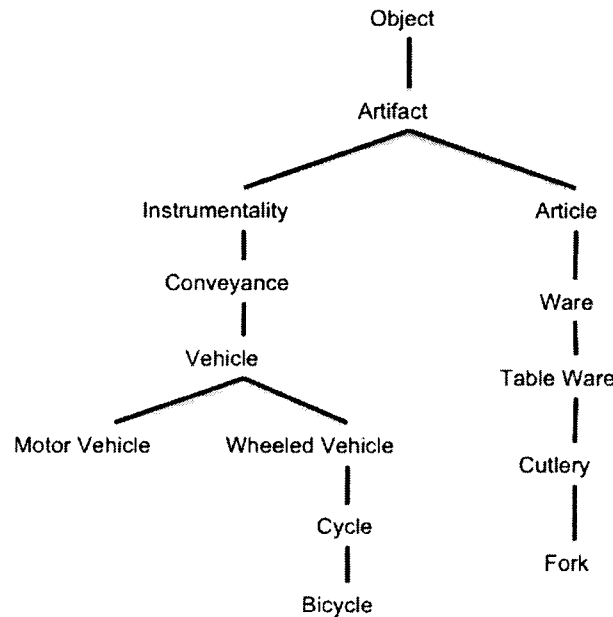 Object
Artifact
Instrumentality
Article
Conveyance
Ware
Vehicle
Table Ware
Motor Vehicle
Wheeled Vehicle
Cutlery
Cycle
Fork
Bicycle